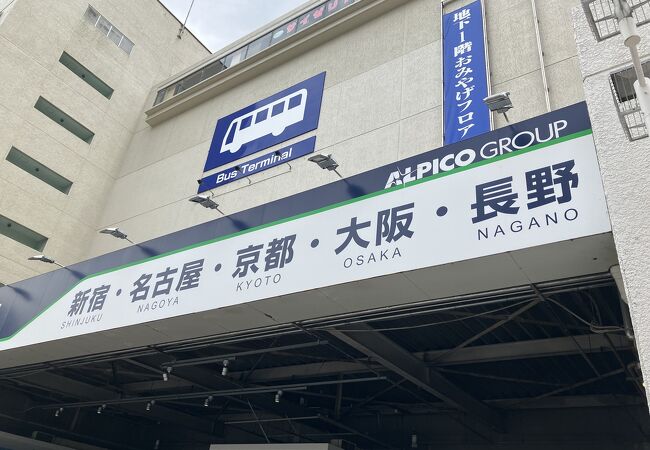 地下1階おみやげフロア
Bus Terminal
ALPICO GROUP
新宿・名古屋・京都・大阪・長野
SHINJUKU NAGOYA KYOTO OSAKA NAGANO